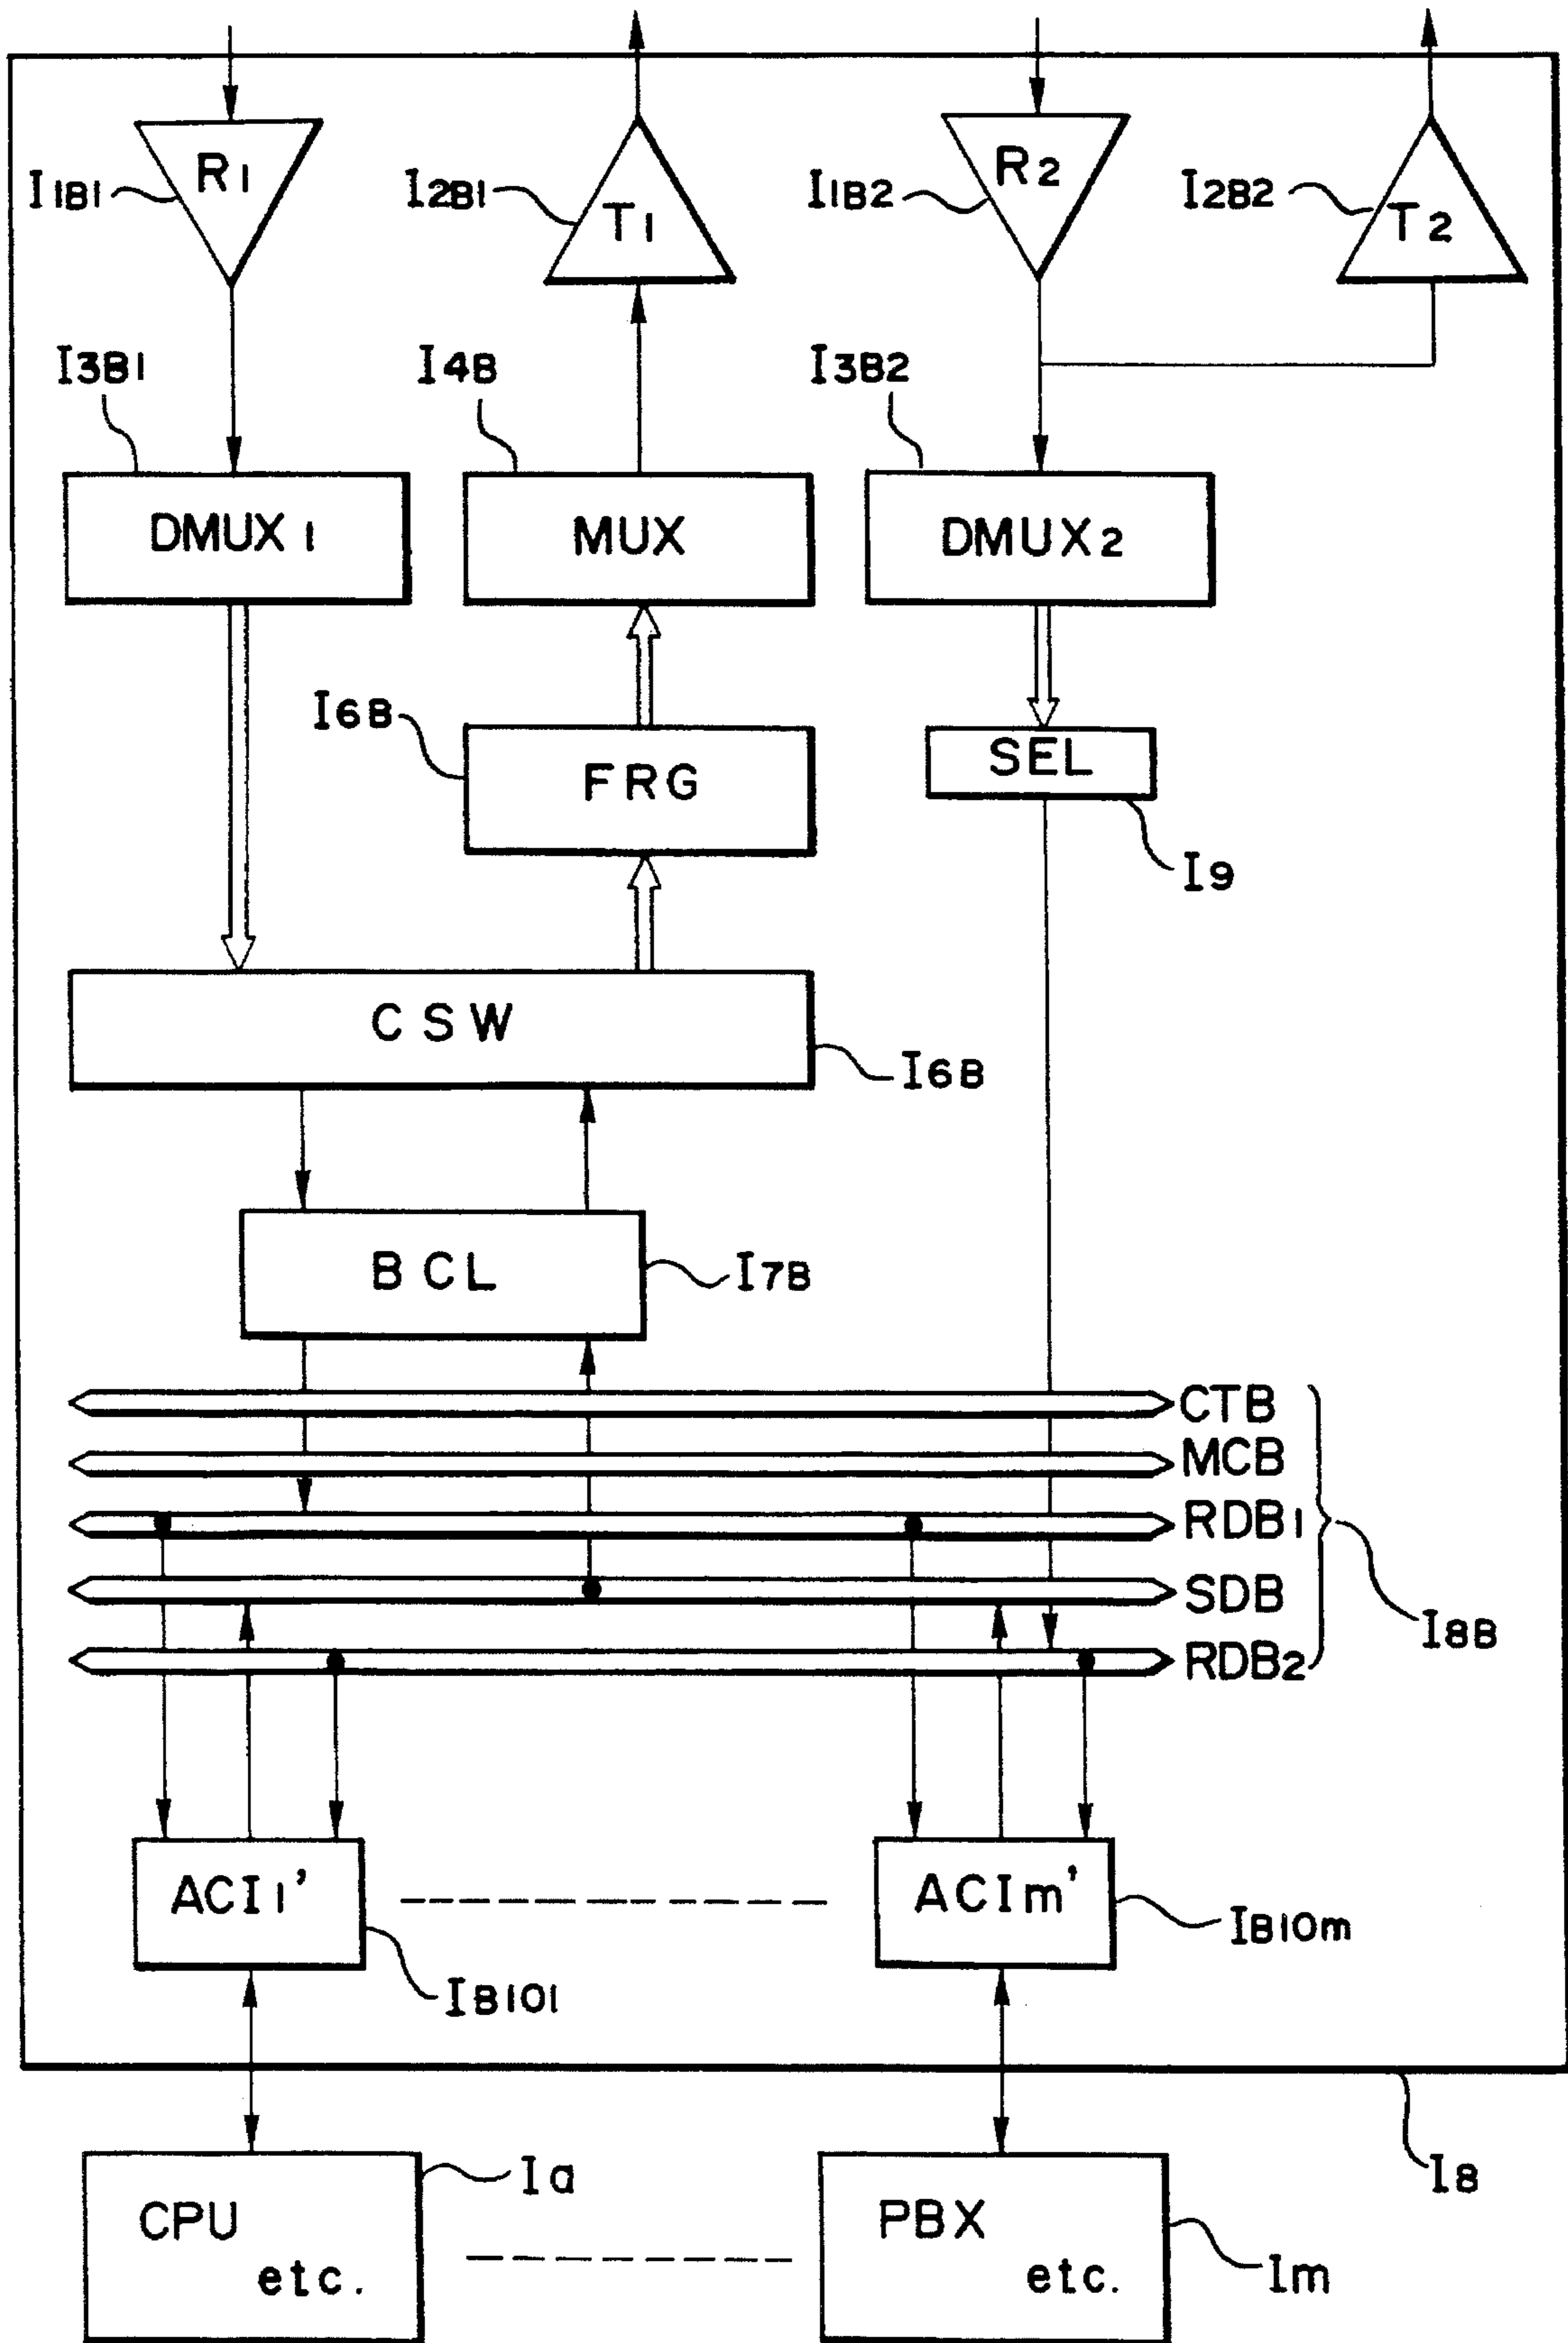 R1
T1
R2
T2
I1B1
I2B1
I1B2
I2B2
I3B1
I4B
I3B2
DMUX1
MUX
DMUX2
I6B
FRG
SEL
I9
CSW
I6B
BCL
I7B
CTB
MCB
RDB1
SDB
RDB2
I8B
ACI1'
ACIm'
IB101
IB10m
I8
CPU
etc.
Ia
PBX
etc.
Im